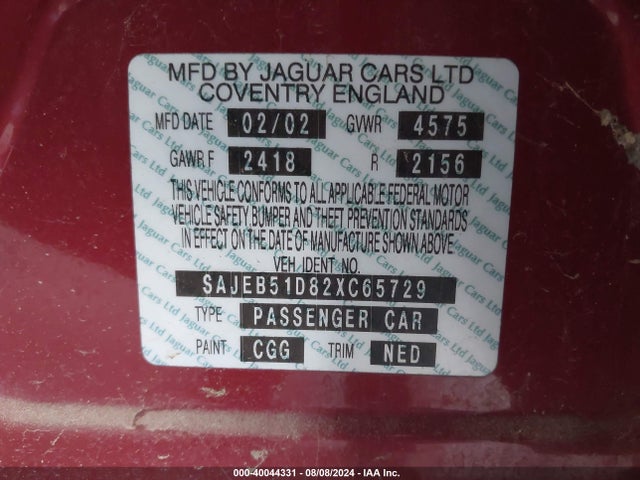 MFD BY JAGUAR CARS LTD
COVENTRY ENGLAND
MFD DATE 02/02 GVWR 4575
GAWR F 2418 R 2156
THIS VEHICLE CONFORMS TO ALL APPLICABLE FEDERAL MOTOR
VEHICLE SAFETY BUMPER AND THEFT PREVENTION STANDARDS
IN EFFECT ON THE DATE OF MANUFACTURE SHOWN ABOVE.
VEH IDENT NO.
SAJEB51D82XC65729
TYPE PASSENGER CAR
PAINT CGG TRIM NED
000-40044331 - 08/08/2024 - IAA Inc.